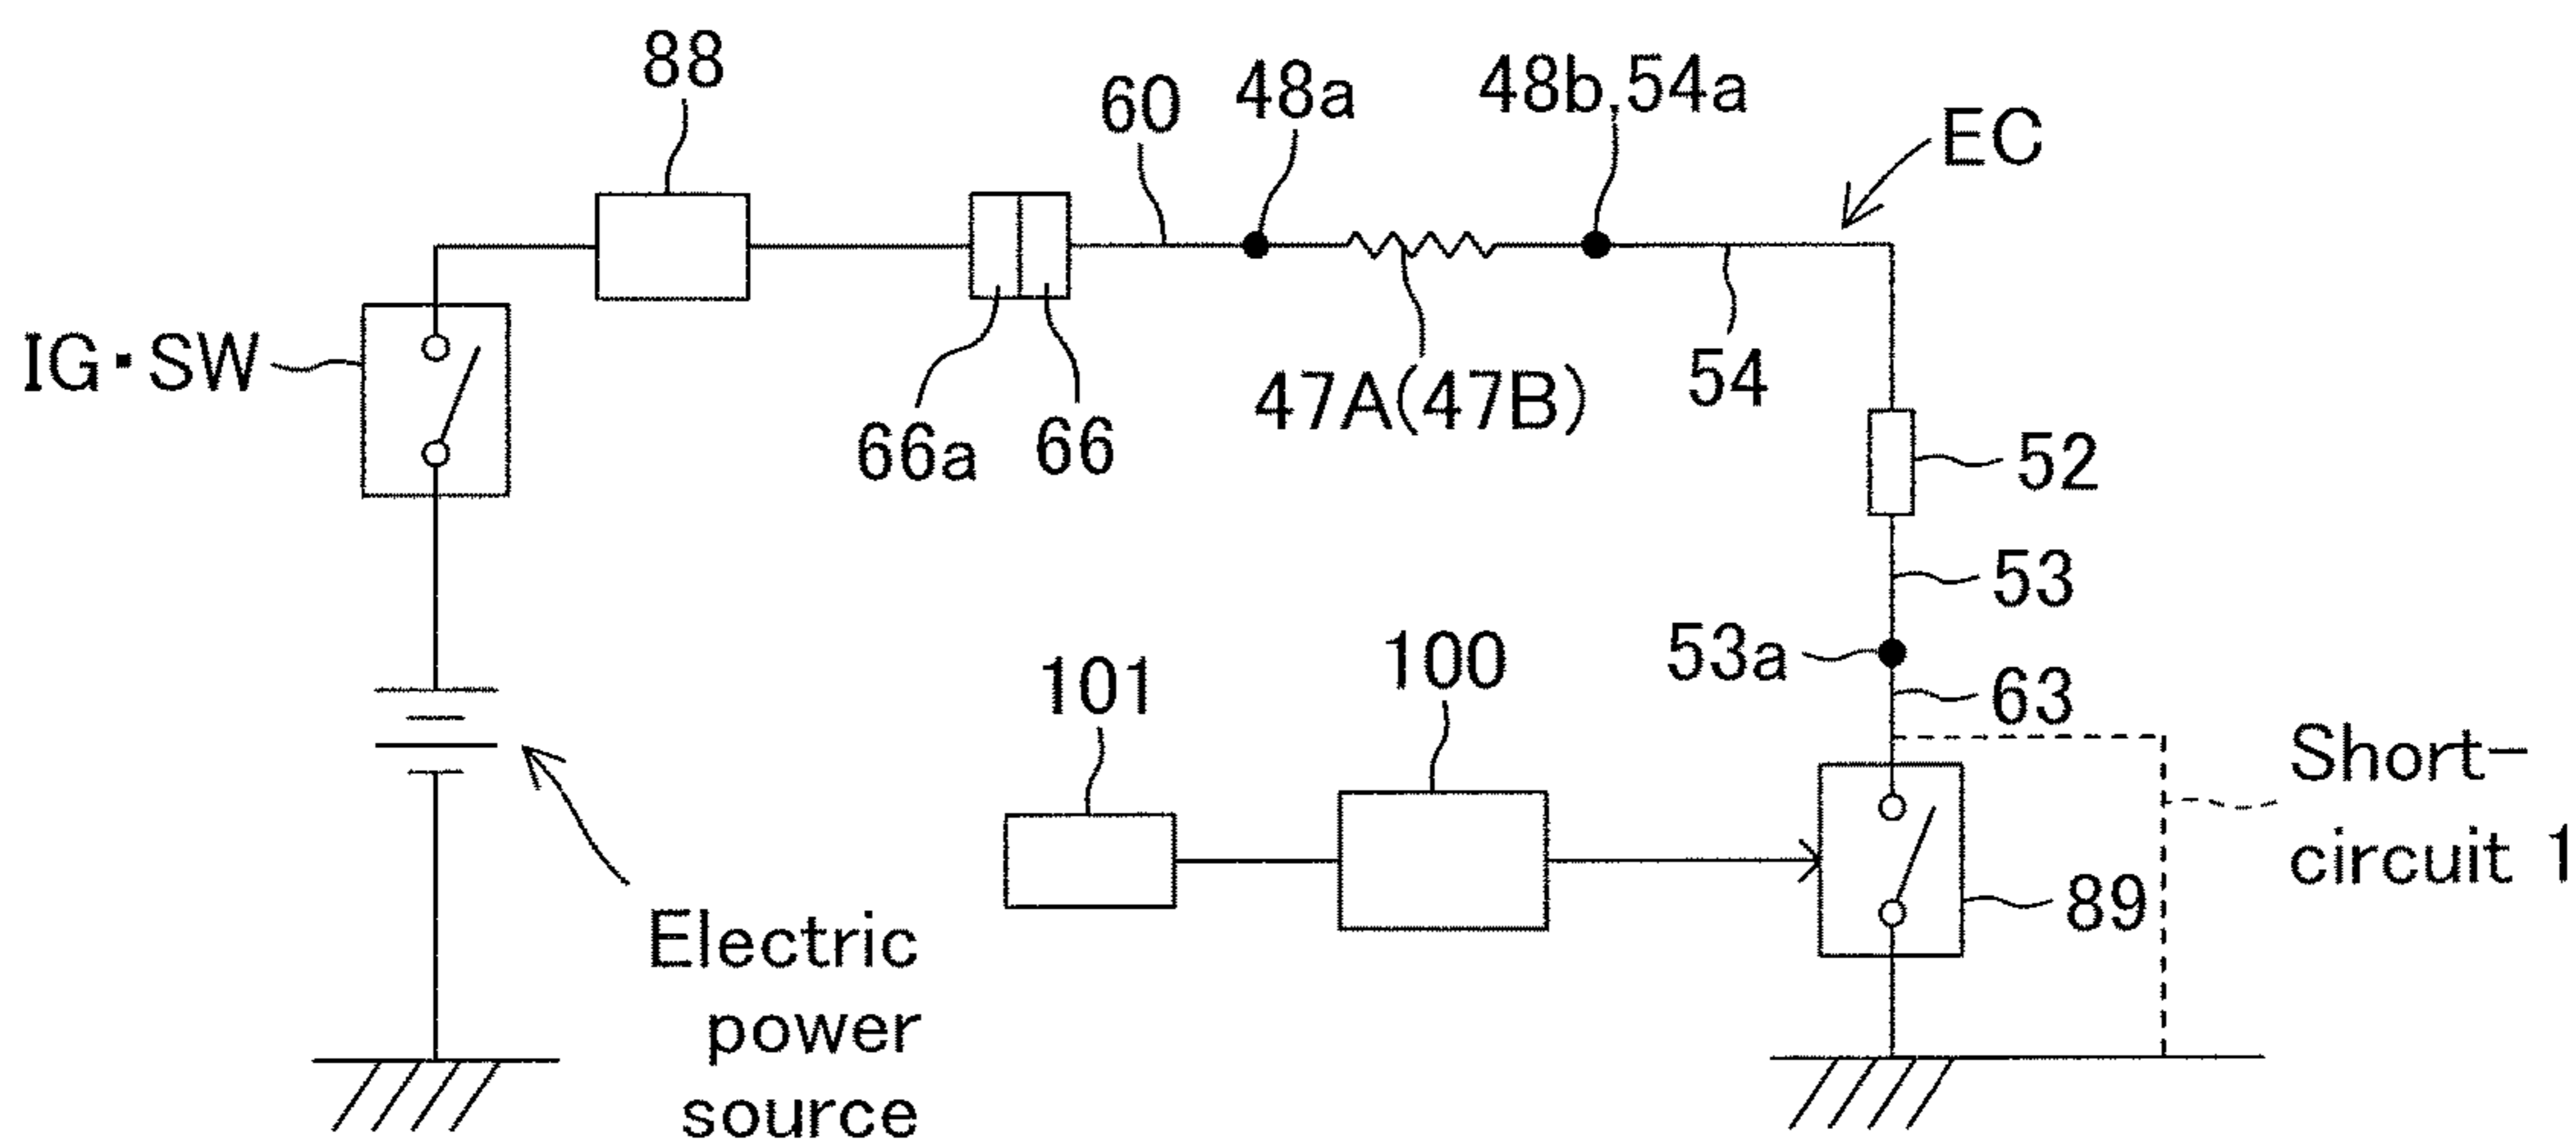 88
60
48a
48b,54a
EC
IG·SW
66a
66
47A(47B)
54
52
53
53a
63
101
100
Short-
circuit 1
89
Electric
power
source